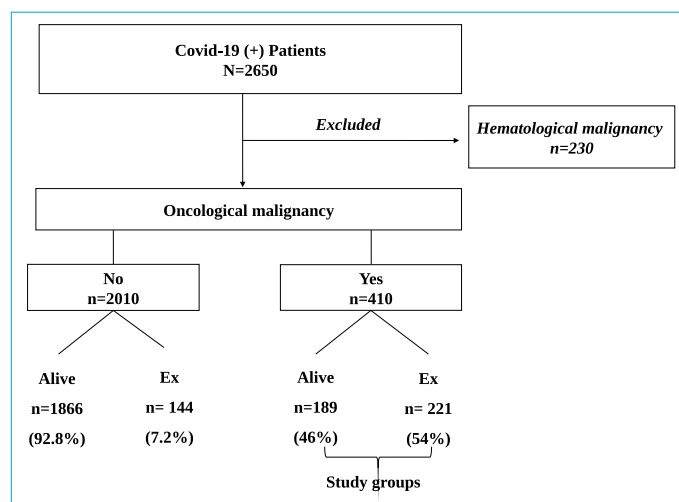 Covid-19 (+) Patients
N=2650
Excluded
Hematological malignancy
n=230
Oncological malignancy
No
n=2010
Yes
n=410
Alive
n=1866
(92.8%)
Ex
n= 144
(7.2%)
Alive
n=189
(46%)
Ex
n= 221
(54%)
Study groups